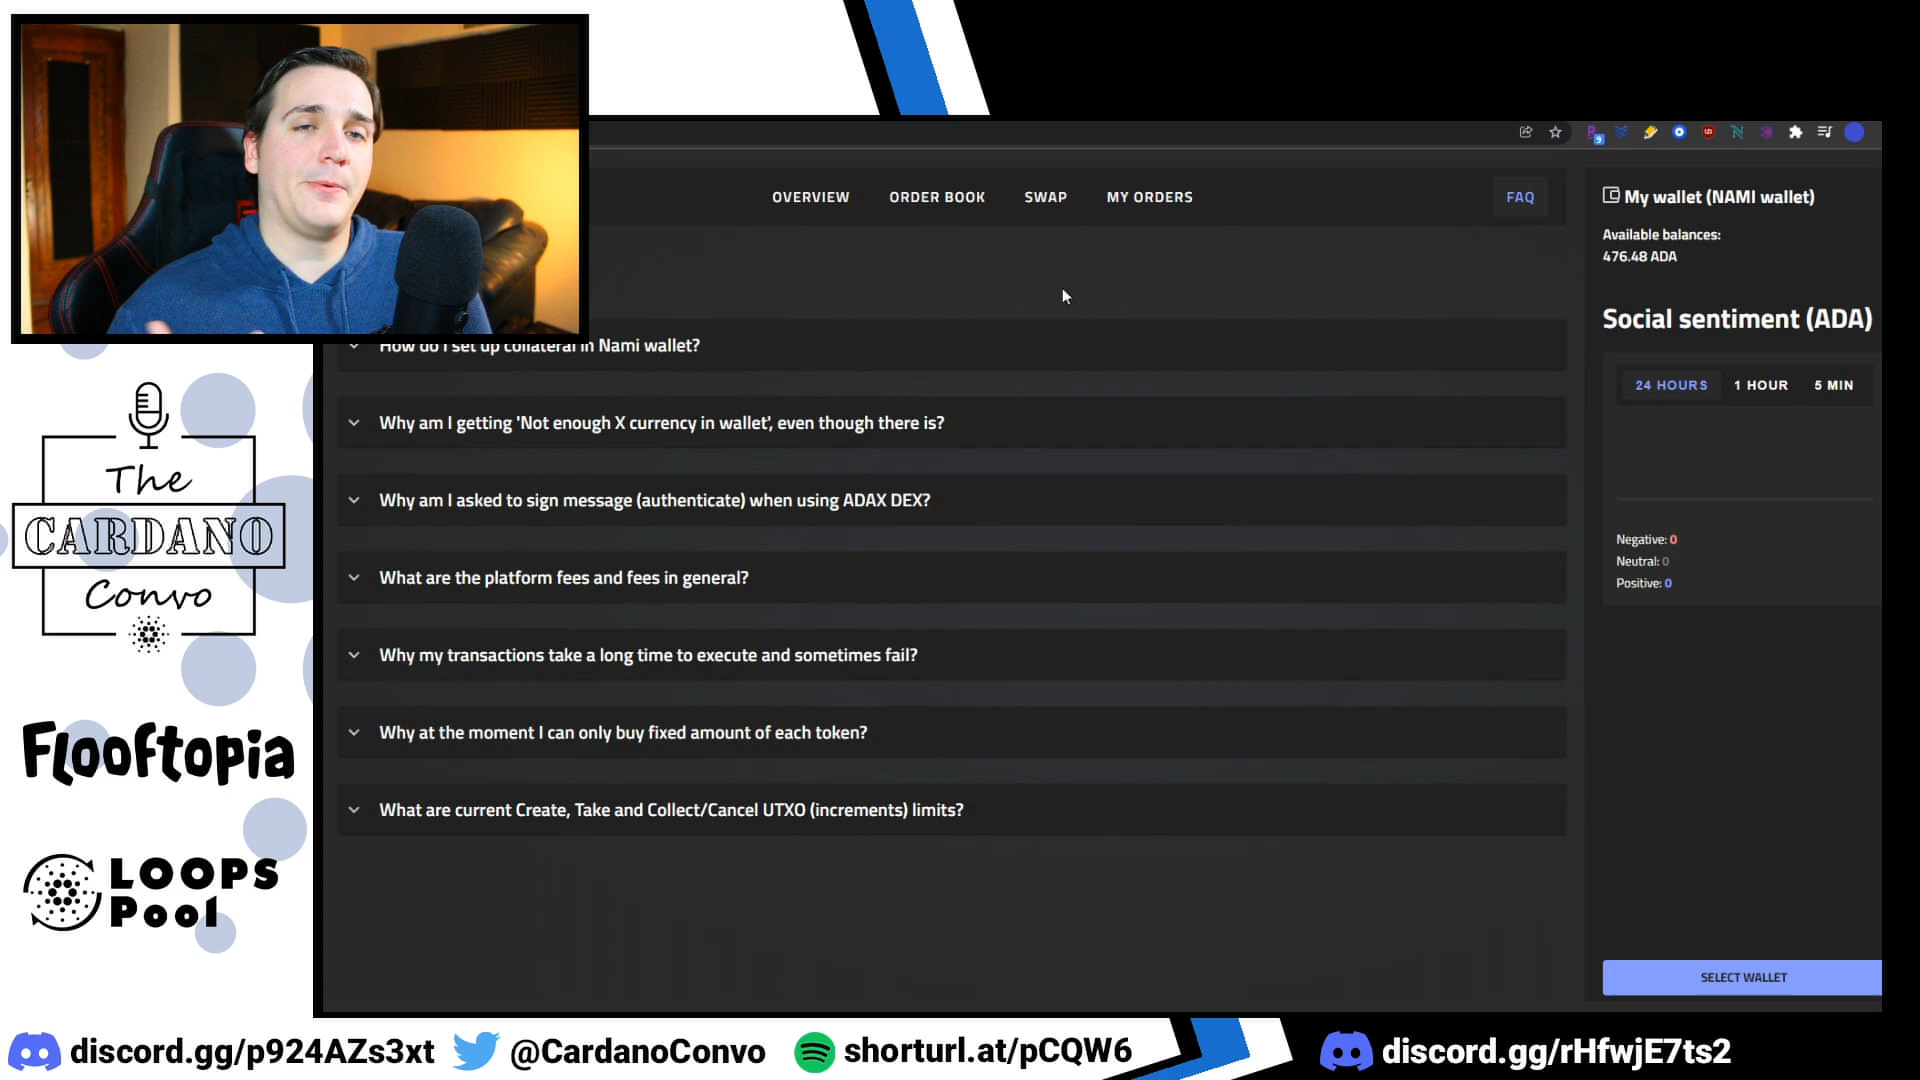 OVERVIEW ORDER BOOK SWAP MY ORDERS FAQ
How do I set up collateral in Nami wallet?
Why am I getting 'Not enough X currency in wallet', even though there is?
Why am I asked to sign message (authenticate) when using ADAX DEX?
What are the platform fees and fees in general?
Why my transactions take a long time to execute and sometimes fail?
Why at the moment I can only buy fixed amount of each token?
What are current Create, Take and Collect/Cancel UTXO (increments) limits?
My wallet (NAMI wallet)
Available balances:
476.48 ADA
Social sentiment (ADA)
24 HOURS 1 HOUR 5 MIN
Negative: 0
Neutral: 0
Positive: 0
SELECT WALLET
The
CARDANO
Convo
Flooftopia
LOOPS
Pool
discord.gg/p924AZs3xt @CardanoConvo shorturl.at/pCQW6 discord.gg/rHfwjE7ts2